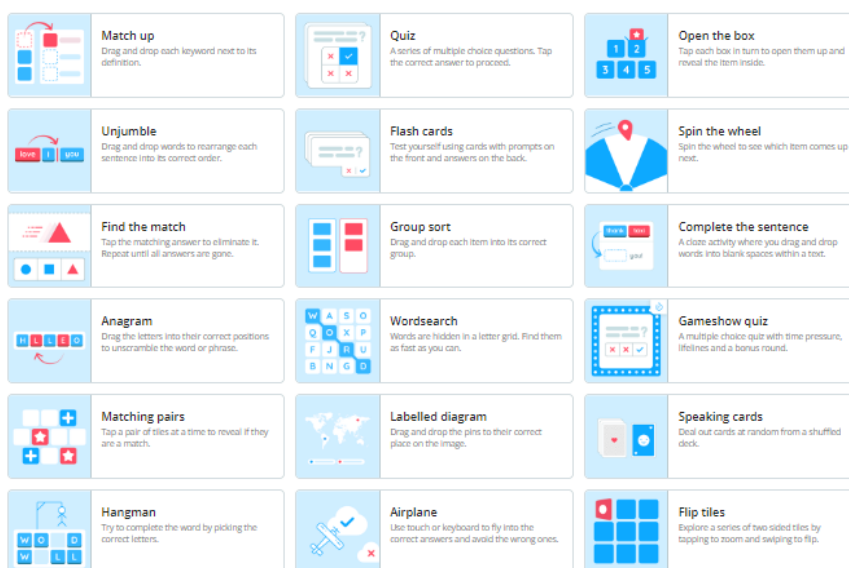 Match up
Drag and drop each keyword next to its
definition.
Quiz
A series of multiple choice questions. Tap
the correct answer to proceed.
Open the box
Tap each box in turn to open them up and
reveal the item inside.
1 2
3 4 5
Unjumble
Drag and drop words to rearrange each
sentence into its correct order.
love I you
Flash cards
Test yourself using cards with prompts on
the front and answers on the back.
?
Spin the wheel
Spin the wheel to see which item comes up
next.
Find the match
Tap the matching answer to eliminate it.
Repeat until all answers are gone.
Group sort
Drag and drop each item into its correct
group.
Complete the sentence
A cloze activity where you drag and drop
words into blank spaces within a text.
thank
you!
Anagram
Drag the letters into their correct positions
to unscramble the word or phrase.
H L L E O
Wordsearch
Words are hidden in a letter grid. Find them
as fast as you can.
W A S O
Q O X P
F J R U
B N G D
Gameshow quiz
A multiple choice quiz with time pressure,
lifelines and a bonus round.
?
Matching pairs
Tap a pair of tiles at a time to reveal if they
are a match.
Labelled diagram
Drag and drop the pins to their correct
place on the image.
Speaking cards
Deal out cards at random from a shuffled
deck.
Hangman
Try to complete the word by picking the
correct letters.
W O D
W L L
Airplane
Use touch or keyboard to fly into the
correct answers and avoid the wrong ones.
Flip tiles
Explore a series of two sided tiles by
tapping to zoom and swiping to flip.